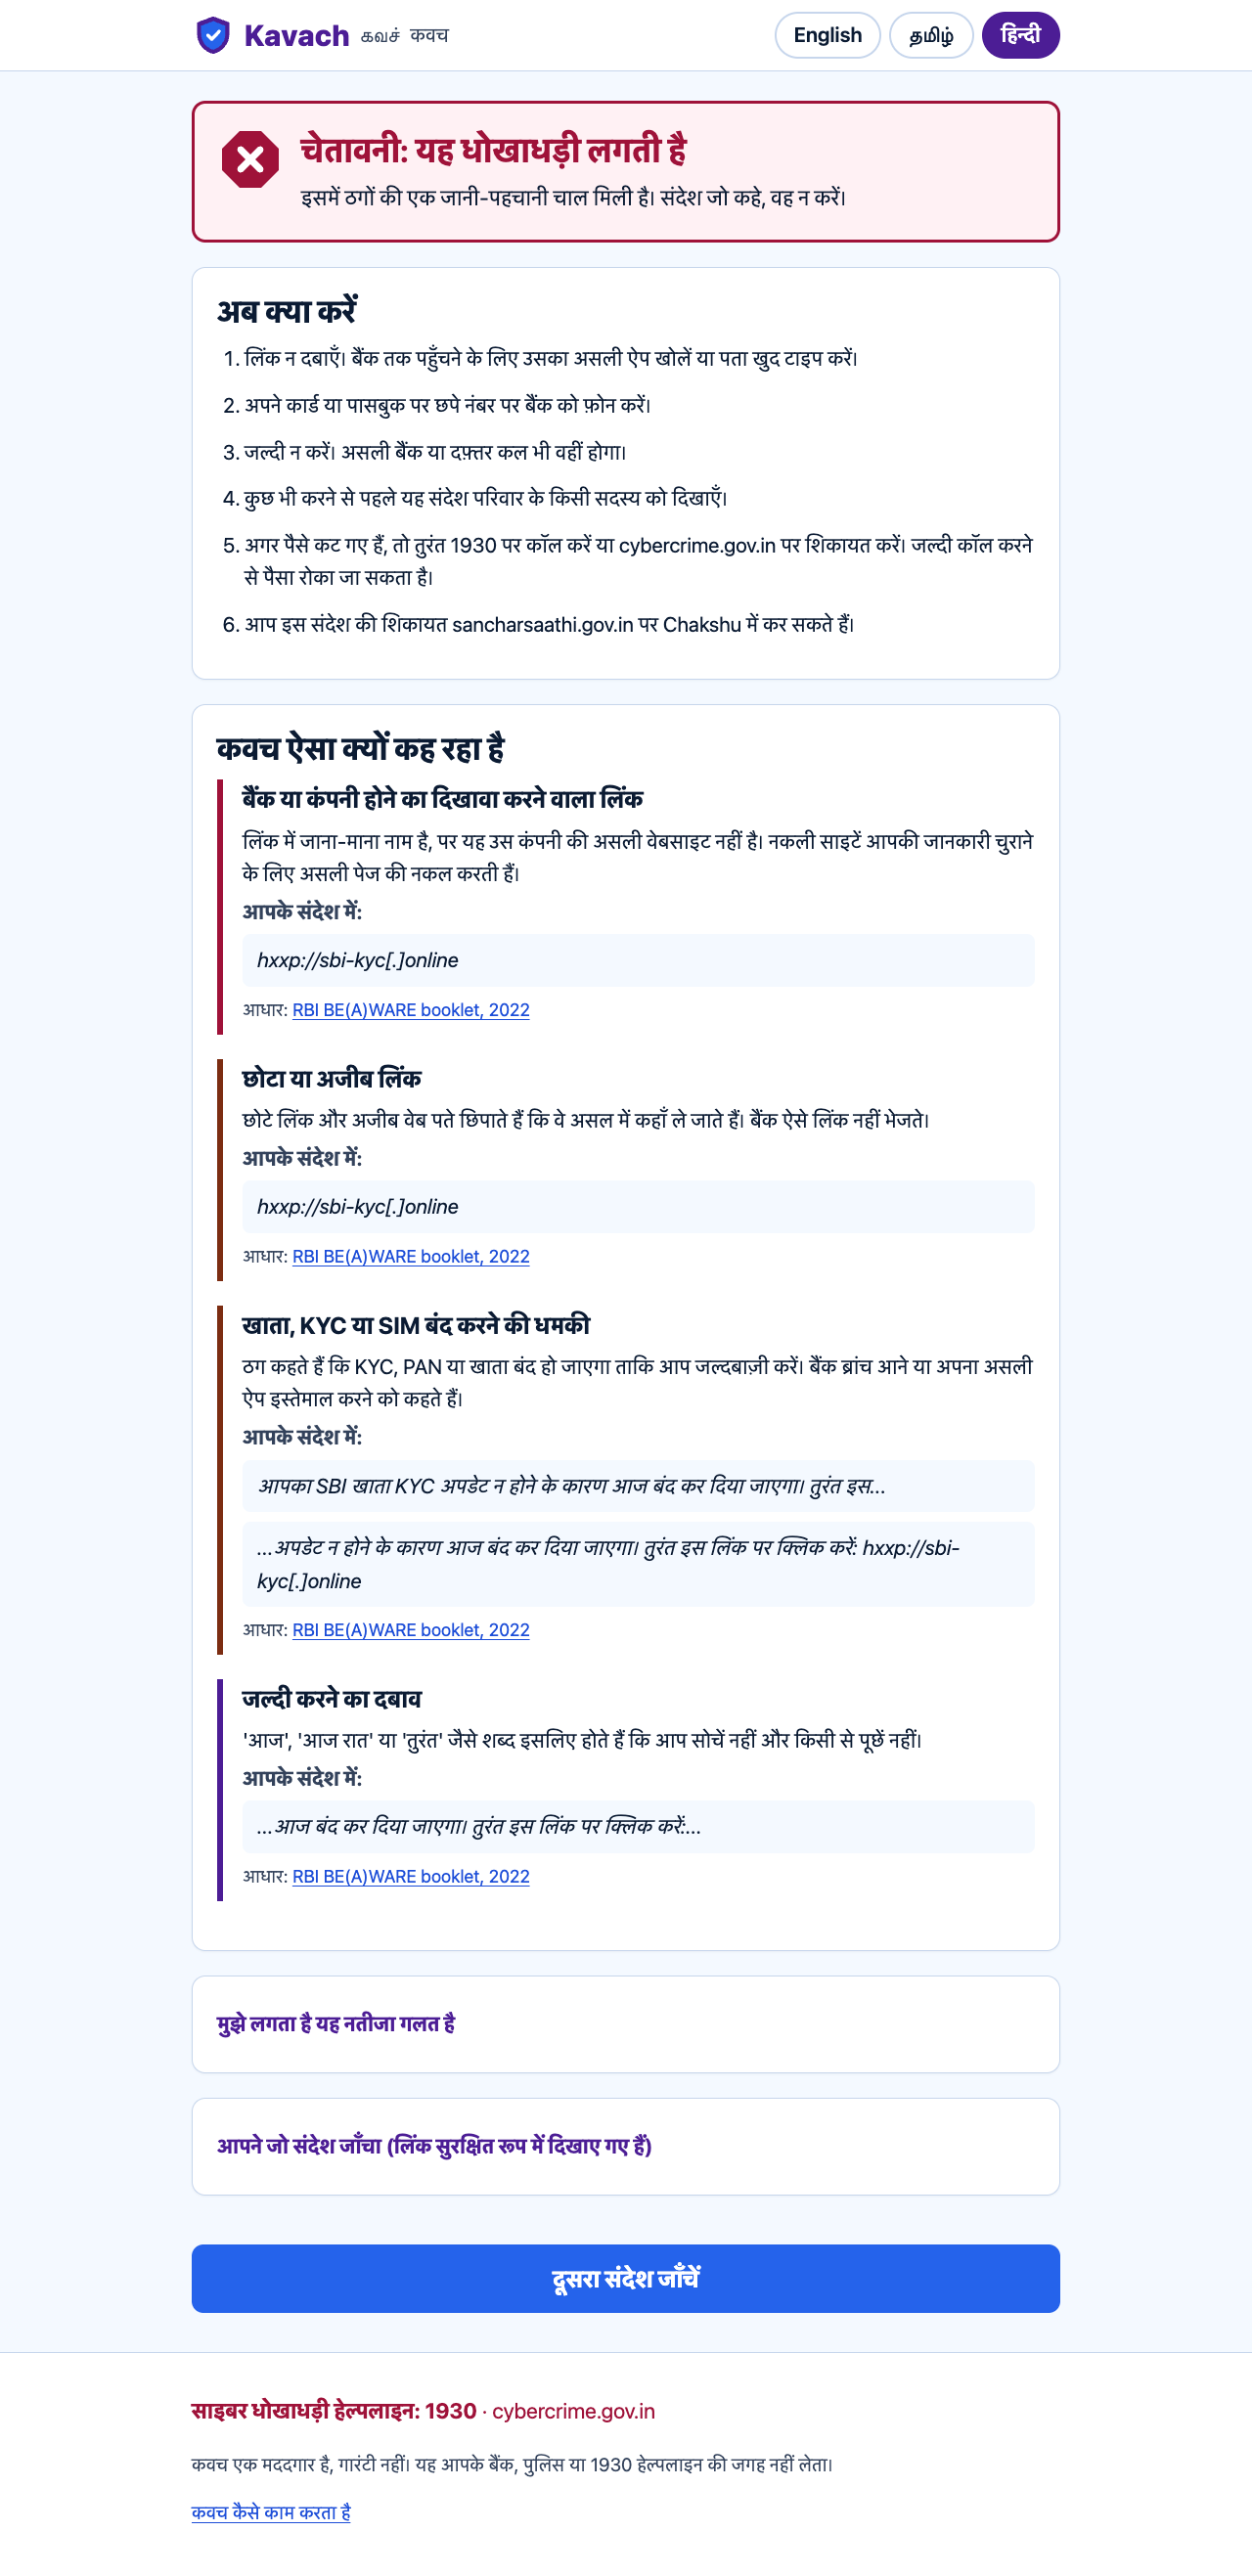 Kavach கவச் कवच
English தமிழ் हिन्दी
चेतावनी: यह धोखाधड़ी लगती है
इसमें ठगों की एक जानी-पहचानी चाल मिली है। संदेश जो कहे, वह न करें।
अब क्या करें
1. लिंक न दबाएँ। बैंक तक पहुँचने के लिए उसका असली ऐप खोलें या पता खुद टाइप करें।
2. अपने कार्ड या पासबुक पर छपे नंबर पर बैंक को फ़ोन करें।
3. जल्दी न करें। असली बैंक या दफ़्तर कल भी वहीं होगा।
4. कुछ भी करने से पहले यह संदेश परिवार के किसी सदस्य को दिखाएँ।
5. अगर पैसे कट गए हैं, तो तुरंत 1930 पर कॉल करें या cybercrime.gov.in पर शिकायत करें। जल्दी कॉल करने
से पैसा रोका जा सकता है।
6. आप इस संदेश की शिकायत sancharsaathi.gov.in पर Chakshu में कर सकते हैं।
कवच ऐसा क्यों कह रहा है
बैंक या कंपनी होने का दिखावा करने वाला लिंक
लिंक में जाना-माना नाम है, पर यह उस कंपनी की असली वेबसाइट नहीं है। नकली साइटें आपकी जानकारी चुराने
के लिए असली पेज की नकल करती हैं।
आपके संदेश में:
hxxp://sbi-kyc[.]online
आधार: RBI BE(A)WARE booklet, 2022
छोटा या अजीब लिंक
छोटे लिंक और अजीब वेब पते छिपाते हैं कि वे असल में कहाँ ले जाते हैं। बैंक ऐसे लिंक नहीं भेजते।
आपके संदेश में:
hxxp://sbi-kyc[.]online
आधार: RBI BE(A)WARE booklet, 2022
खाता, KYC या SIM बंद करने की धमकी
ठग कहते हैं कि KYC, PAN या खाता बंद हो जाएगा ताकि आप जल्दबाज़ी करें। बैंक ब्रांच आने या अपना असली
ऐप इस्तेमाल करने को कहते हैं।
आपके संदेश में:
आपका SBI खाता KYC अपडेट न होने के कारण आज बंद कर दिया जाएगा। तुरंत इस…
…अपडेट न होने के कारण आज बंद कर दिया जाएगा। तुरंत इस लिंक पर क्लिक करें: hxxp://sbi-
kyc[.]online
आधार: RBI BE(A)WARE booklet, 2022
जल्दी करने का दबाव
'आज', 'आज रात' या 'तुरंत' जैसे शब्द इसलिए होते हैं कि आप सोचें नहीं और किसी से पूछें नहीं।
आपके संदेश में:
…आज बंद कर दिया जाएगा। तुरंत इस लिंक पर क्लिक करें:…
आधार: RBI BE(A)WARE booklet, 2022
मुझे लगता है यह नतीजा गलत है
आपने जो संदेश जाँचा (लिंक सुरक्षित रूप में दिखाए गए हैं)
दूसरा संदेश जाँचें
साइबर धोखाधड़ी हेल्पलाइन: 1930 · cybercrime.gov.in
कवच एक मददगार है, गारंटी नहीं। यह आपके बैंक, पुलिस या 1930 हेल्पलाइन की जगह नहीं लेता।
कवच कैसे काम करता है